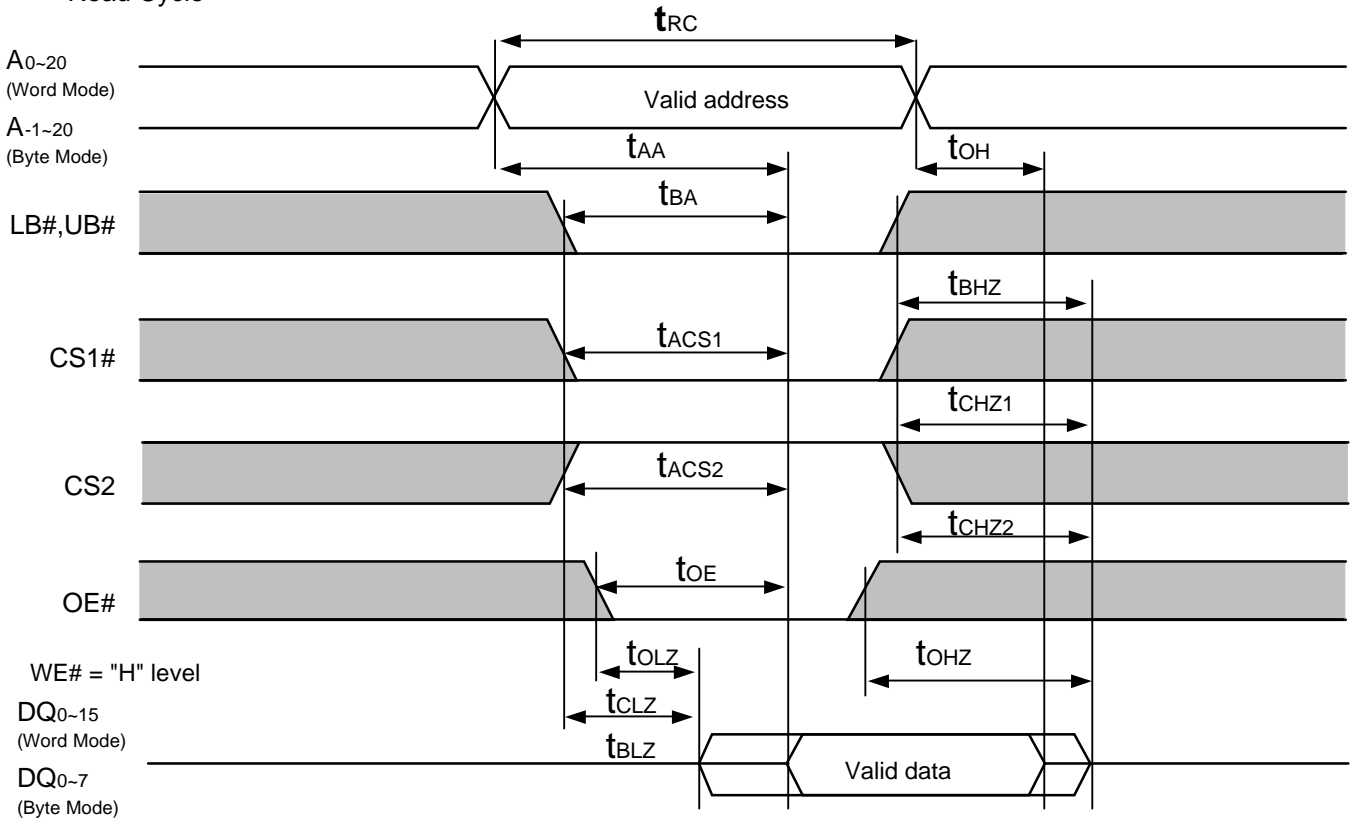 Read Cycle
tRC
A0~20
(Word Mode)
Valid address
A-1~20
(Byte Mode)
tAA
tOH
tBA
LB#,UB#
tBHZ
tACS1
CS1#
tCHZ1
tACS2
CS2
tCHZ2
tOE
OE#
tOLZ
tOHZ
WE# = "H" level
tCLZ
DQ0~15
(Word Mode)
tBLZ
Valid data
DQ0~7
(Byte Mode)